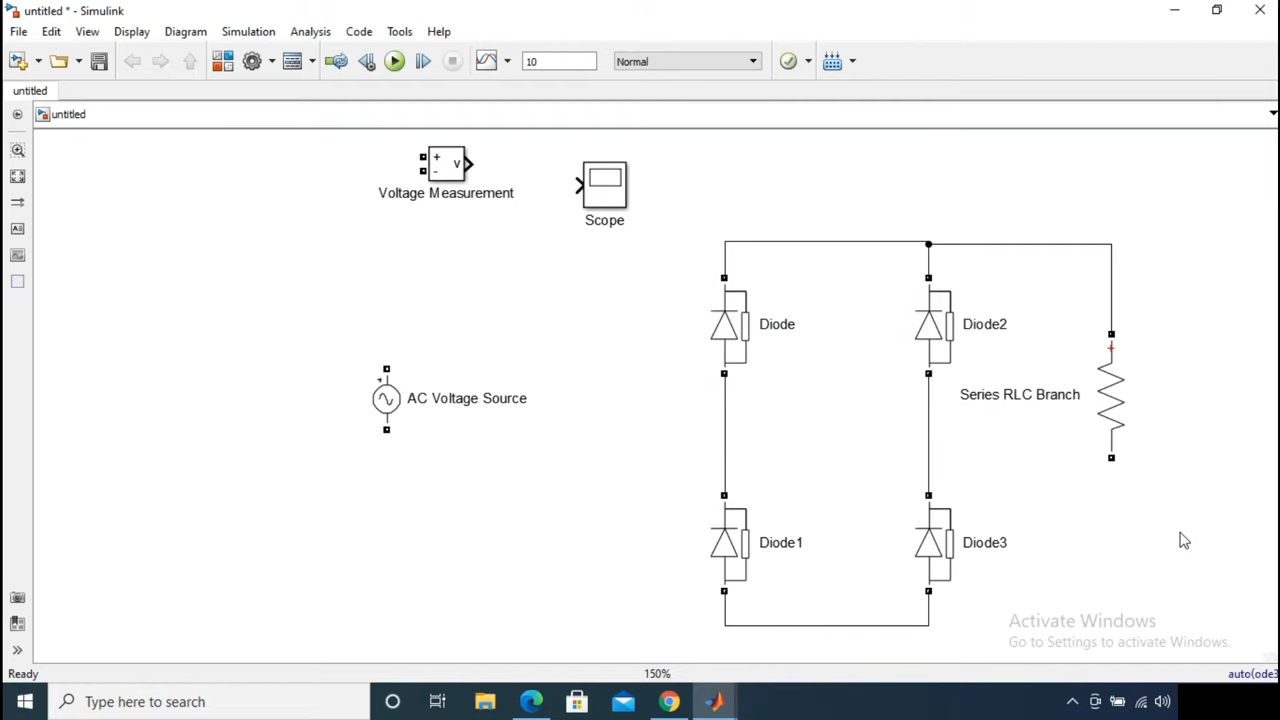 untitled * - Simulink
File Edit View Display Diagram Simulation Analysis Code Tools Help
10 Normal
untitled
untitled
+ v
-
Voltage Measurement
Scope
Diode
Diode2
+
Series RLC Branch
AC Voltage Source
Diode1
Diode3
Activate Windows
Go to Settings to activate Windows.
Ready 150% auto(ode3
Type here to search